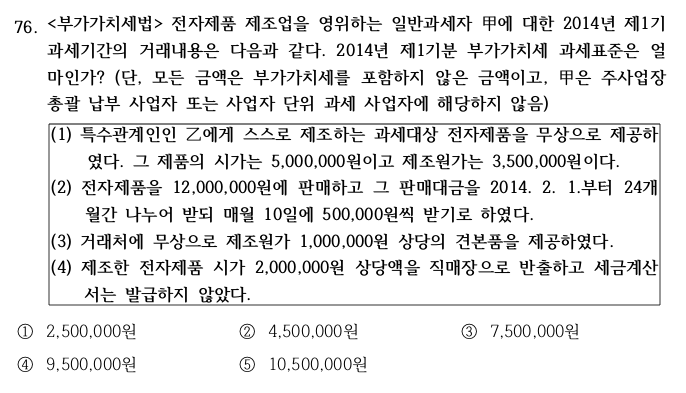 76. <부가가치세법> 전자제품 제조업을 영위하는 일반과세자 甲에 대한 2014년 제1기
과세기간의 거래내용은 다음과 같다. 2014년 제1기분 부가가치세 과세표준은 얼
마인가? (단, 모든 금액은 부가가치세를 포함하지 않은 금액이고, 甲은 주사업장
총괄 납부 사업자 또는 사업자 단위 과세 사업자에 해당하지 않음)
(1) 특수관계인인 乙에게 스스로 제조하는 과세대상 전자제품을 무상으로 제공하
였다. 그 제품의 시가는 5,000,000원이고 제조원가는 3,500,000원이다.
(2) 전자제품을 12,000,000원에 판매하고 그 판매대금을 2014. 2. 1.부터 24개
월간 나누어 받되 매월 10일에 500,000원씩 받기로 하였다.
(3) 거래처에 무상으로 제조원가 1,000,000원 상당의 견본품을 제공하였다.
(4) 제조한 전자제품 시가 2,000,000원 상당액을 직매장으로 반출하고 세금계산
서는 발급하지 않았다.
① 2,500,000원 ② 4,500,000원 ③ 7,500,000원
④ 9,500,000원 ⑤ 10,500,000원